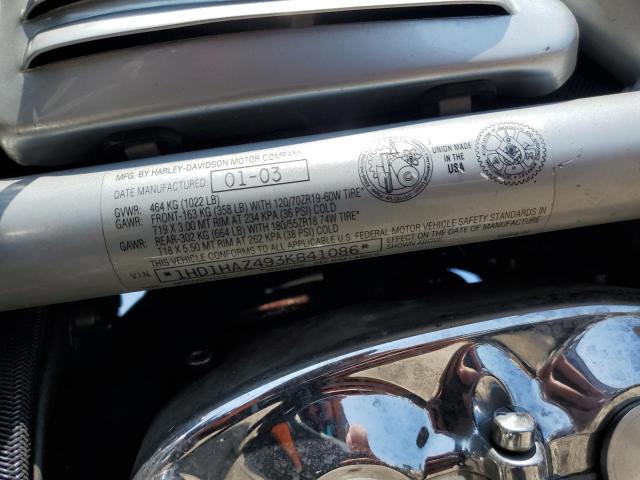 MFG. BY HARLEY-DAVIDSON MOTOR COMPANY
DATE MANUFACTURED: 01-03
GVWR: 464 KG (1022 LB)
GAWR: FRONT-163 KG (358 LB) WITH 120/70ZR19-60W TIRE*
T19 X 3.00 MT RIM AT 234 KPA (36 PSI) COLD
GAWR: REAR-302 KG (664 LB) WITH 180/55ZR18 74W TIRE*
T18 X 5.50 MT RIM AT 262 KPA (38 PSI) COLD
THIS VEHICLE CONFORMS TO ALL APPLICABLE U.S. FEDERAL MOTOR VEHICLE SAFETY STANDARDS IN
EFFECT ON THE DATE OF MANUFACTURE
SHOWN ABOVE.
V.I.N. *1HD1HAZ493K841086*
UNION MADE
IN THE
USA